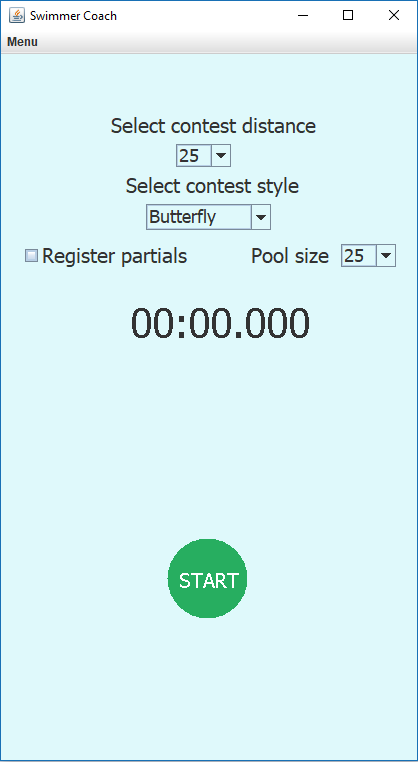 Swimmer Coach
Menu
Select contest distance
25
Select contest style
Butterfly
Register partials Pool size 25
00:00.000
START